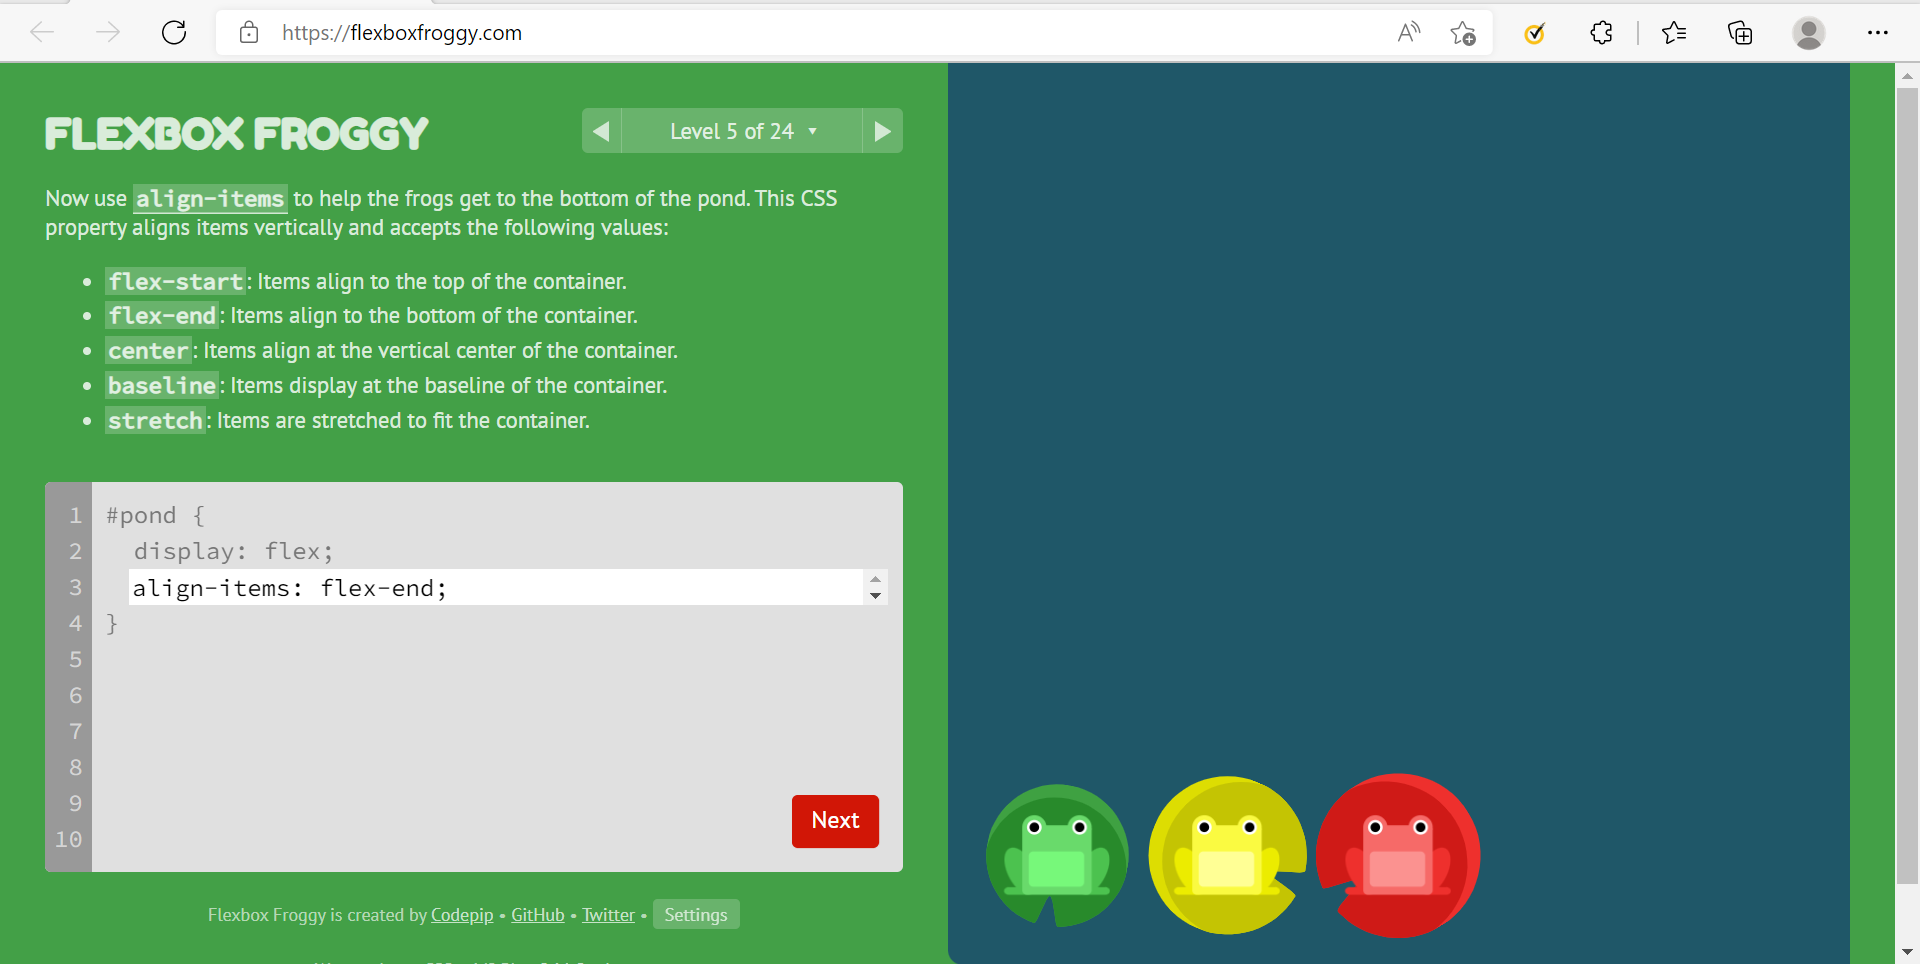 https://flexboxfroggy.com
FLEXBOX FROGGY
Level 5 of 24
Now use align-items to help the frogs get to the bottom of the pond. This CSS
property aligns items vertically and accepts the following values:
flex-start: Items align to the top of the container.
flex-end: Items align to the bottom of the container.
center: Items align at the vertical center of the container.
baseline: Items display at the baseline of the container.
stretch: Items are stretched to fit the container.
1 #pond {
2 display: flex;
3 align-items: flex-end;
4 }
5
6
7
8
9
10
Next
Flexbox Froggy is created by Codepip • GitHub • Twitter • Settings